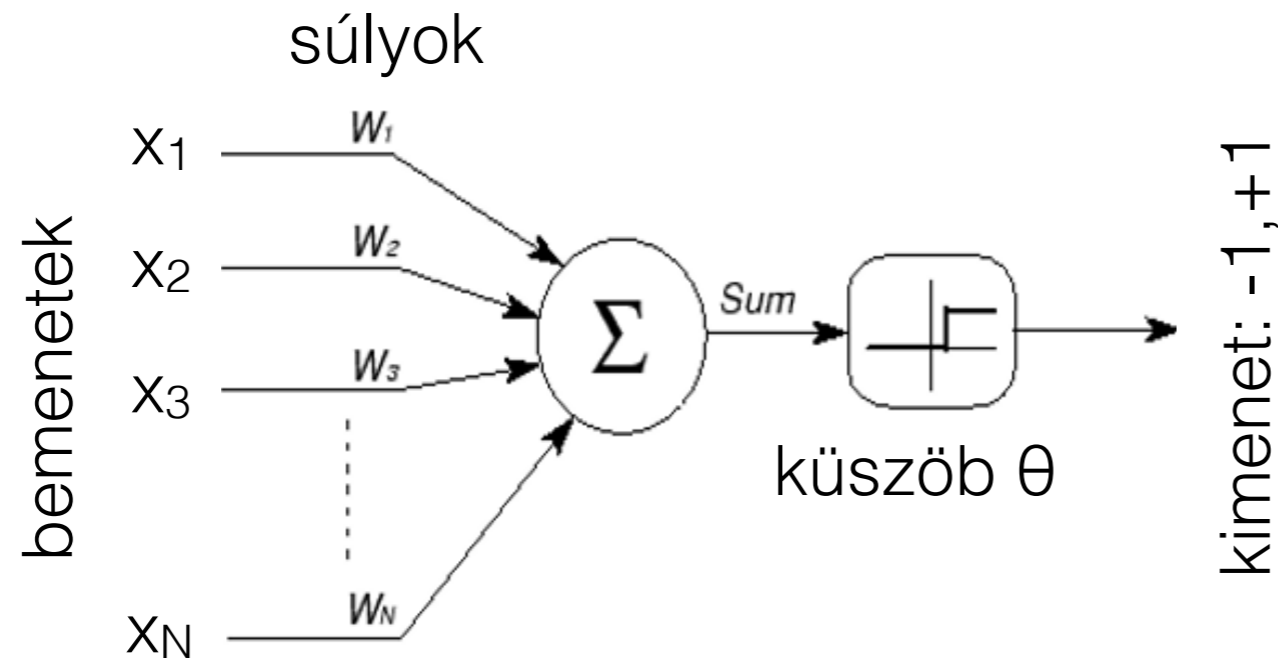 súlyok
bemenetek
x1
W1
x2
W2
x3
W3
xN
WN
Σ
Sum
küszöb θ
kimenet: -1,+1